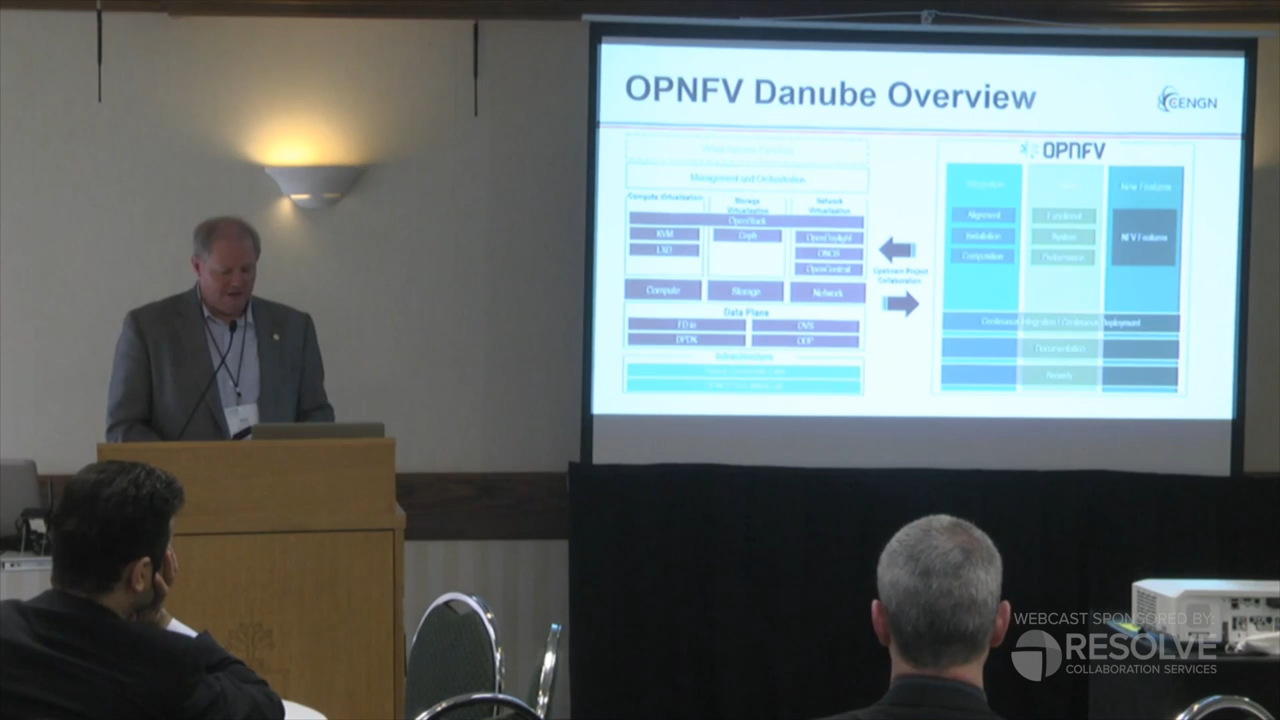 OPNFV Danube Overview
CENGN
OPNFV
Management and Orchestration
Compute Virtualization
Storage
Virtualization
Network
Virtualization
OpenStack
KVM
Ceph
OpenDaylight
LXD
ONOS
OpenContrail
Compute
Storage
Network
Data Plane
FD.io
OVS
DPDK
ODP
Infrastructure
Upstream Project
Collaboration
Integration
New Features
Alignment
Functional
Installation
System
NFV Features
Composition
Performance
Continuous Integration / Continuous Deployment
Documentation
Security
WEBCAST SPONSORED BY:
RESOLVE
COLLABORATION SERVICES